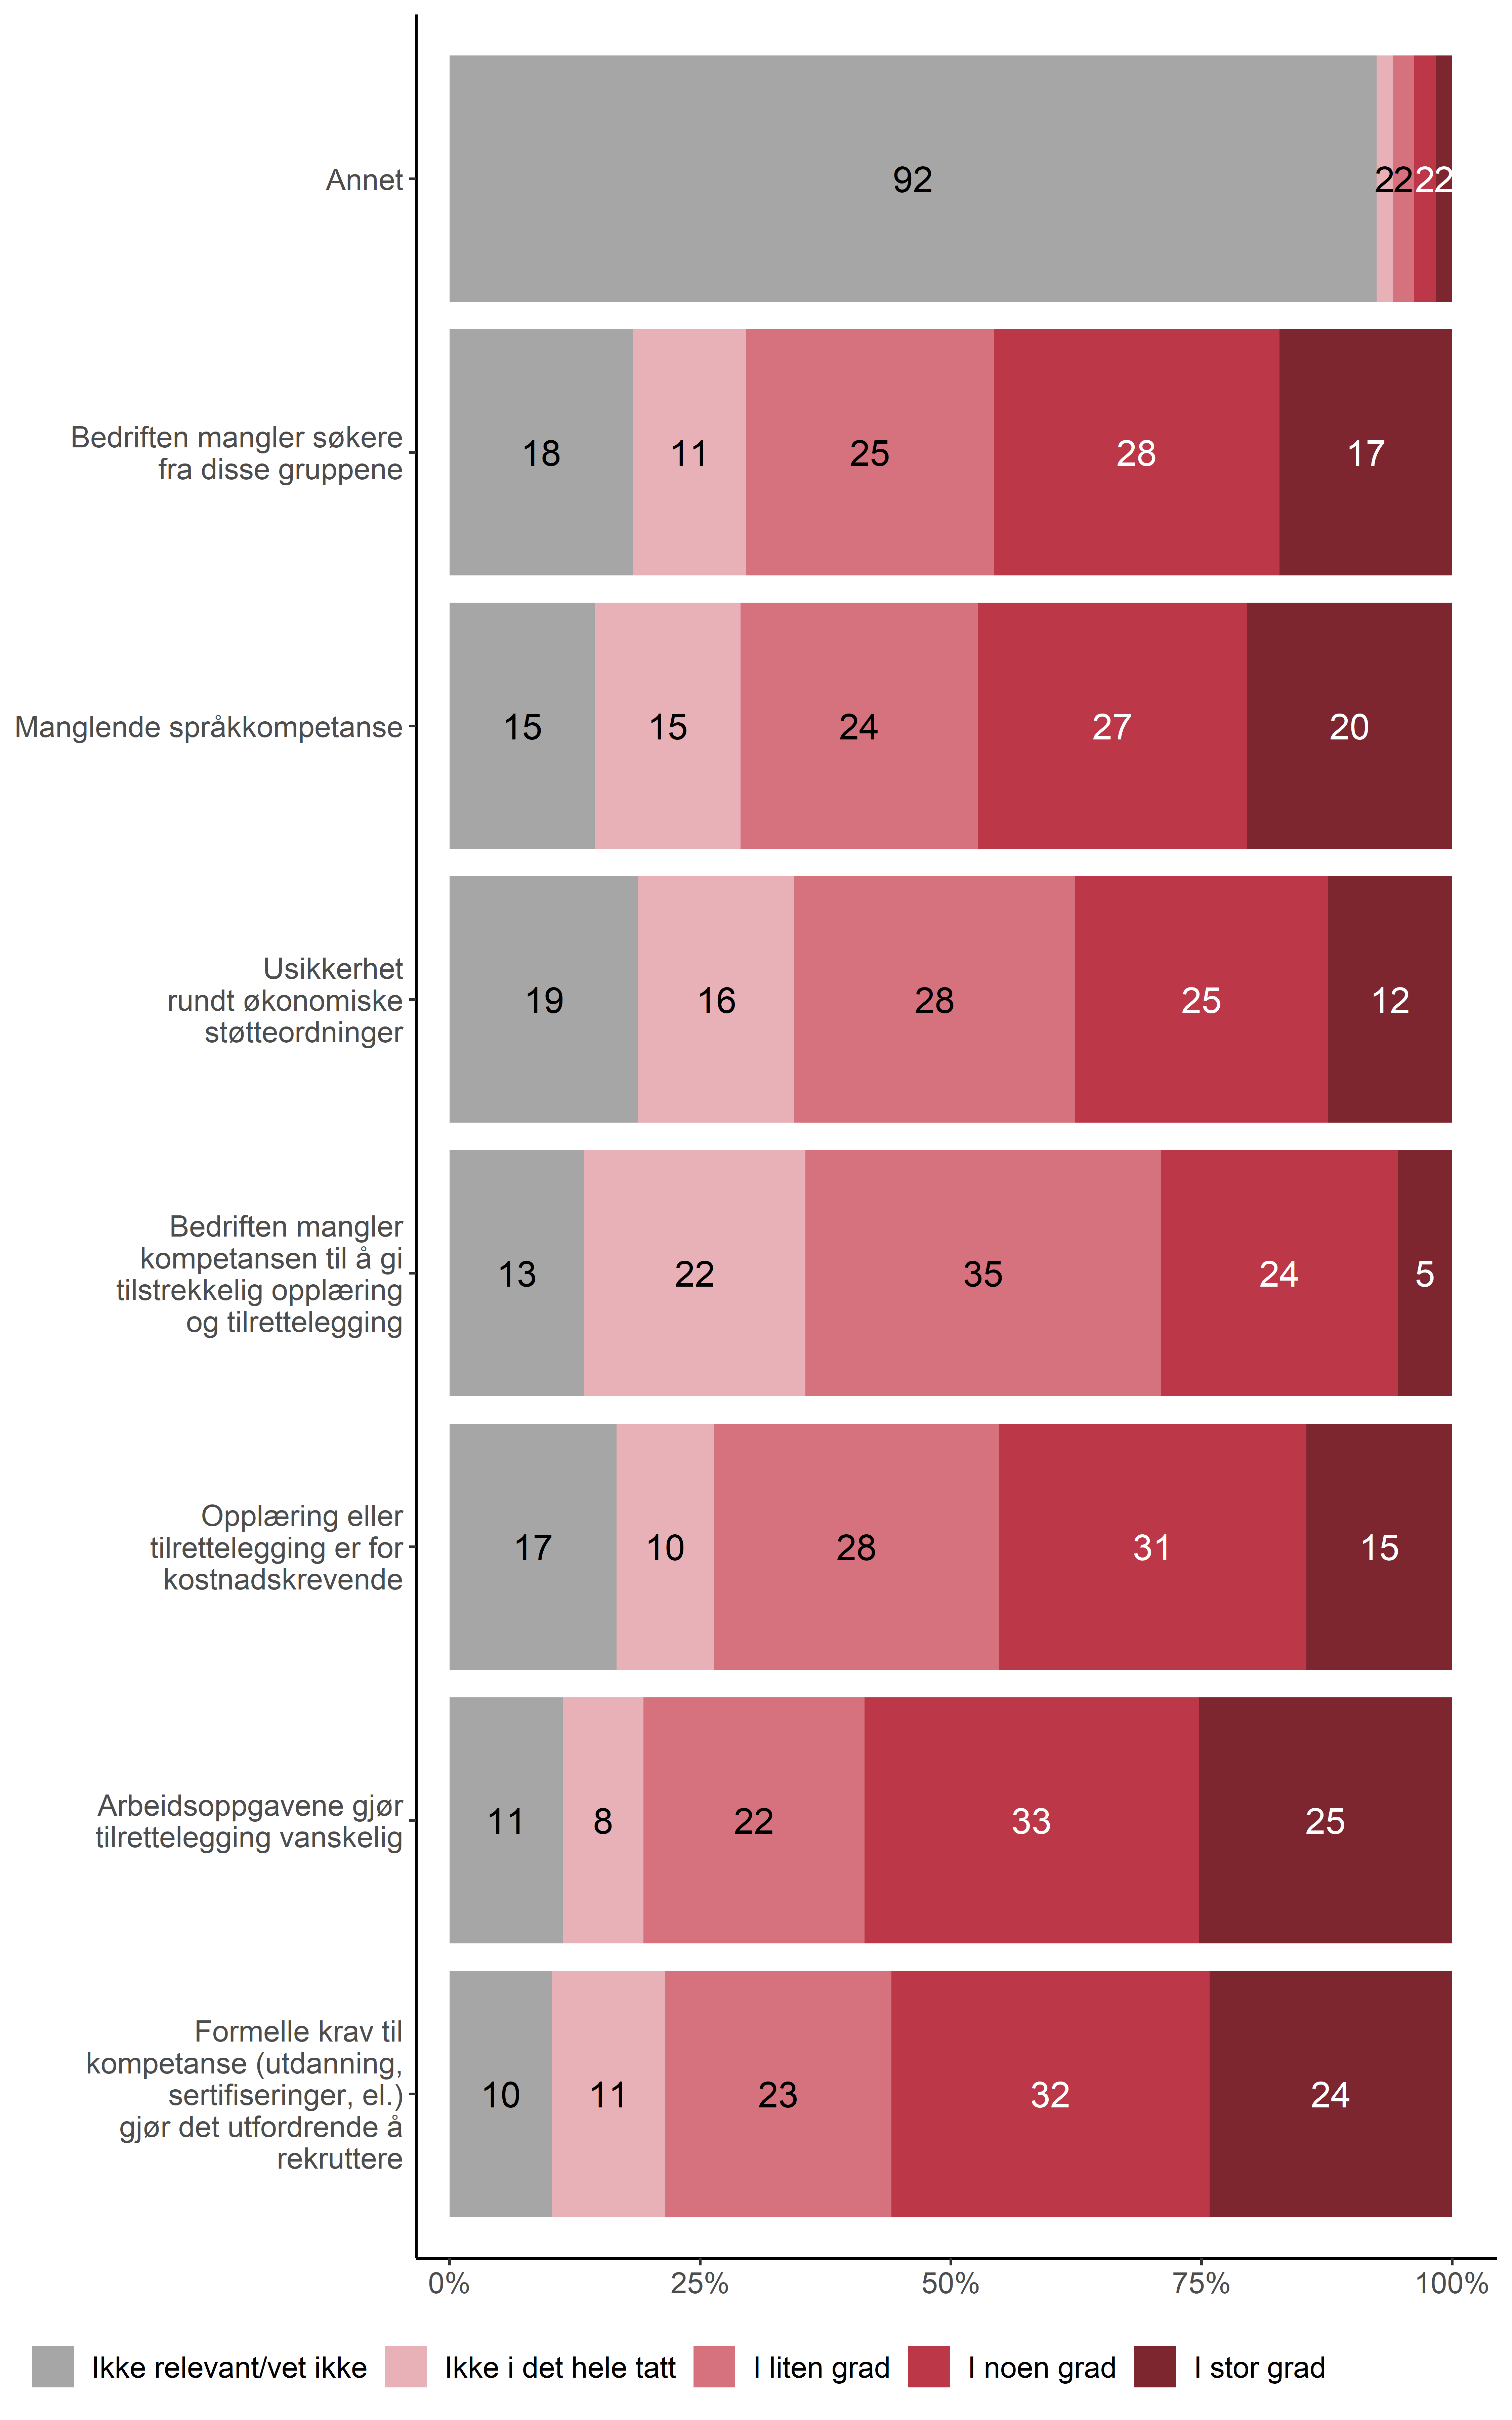 Annet
92
2
2
2
2
Bedriften mangler søkere
fra disse gruppene
18
11
25
28
17
Manglende språkkompetanse
15
15
24
27
20
Usikkerhet
rundt økonomiske
støtteordninger
19
16
28
25
12
Bedriften mangler
kompetansen til å gi
tilstrekkelig opplæring
og tilrettelegging
13
22
35
24
5
Opplæring eller
tilrettelegging er for
kostnadskrevende
17
10
28
31
15
Arbeidsoppgavene gjør
tilrettelegging vanskelig
11
8
22
33
25
Formelle krav til
kompetanse (utdanning,
sertifiseringer, el.)
gjør det utfordrende å
rekruttere
10
11
23
32
24
0%
25%
50%
75%
100%
Ikke relevant/vet ikke
Ikke i det hele tatt
I liten grad
I noen grad
I stor grad